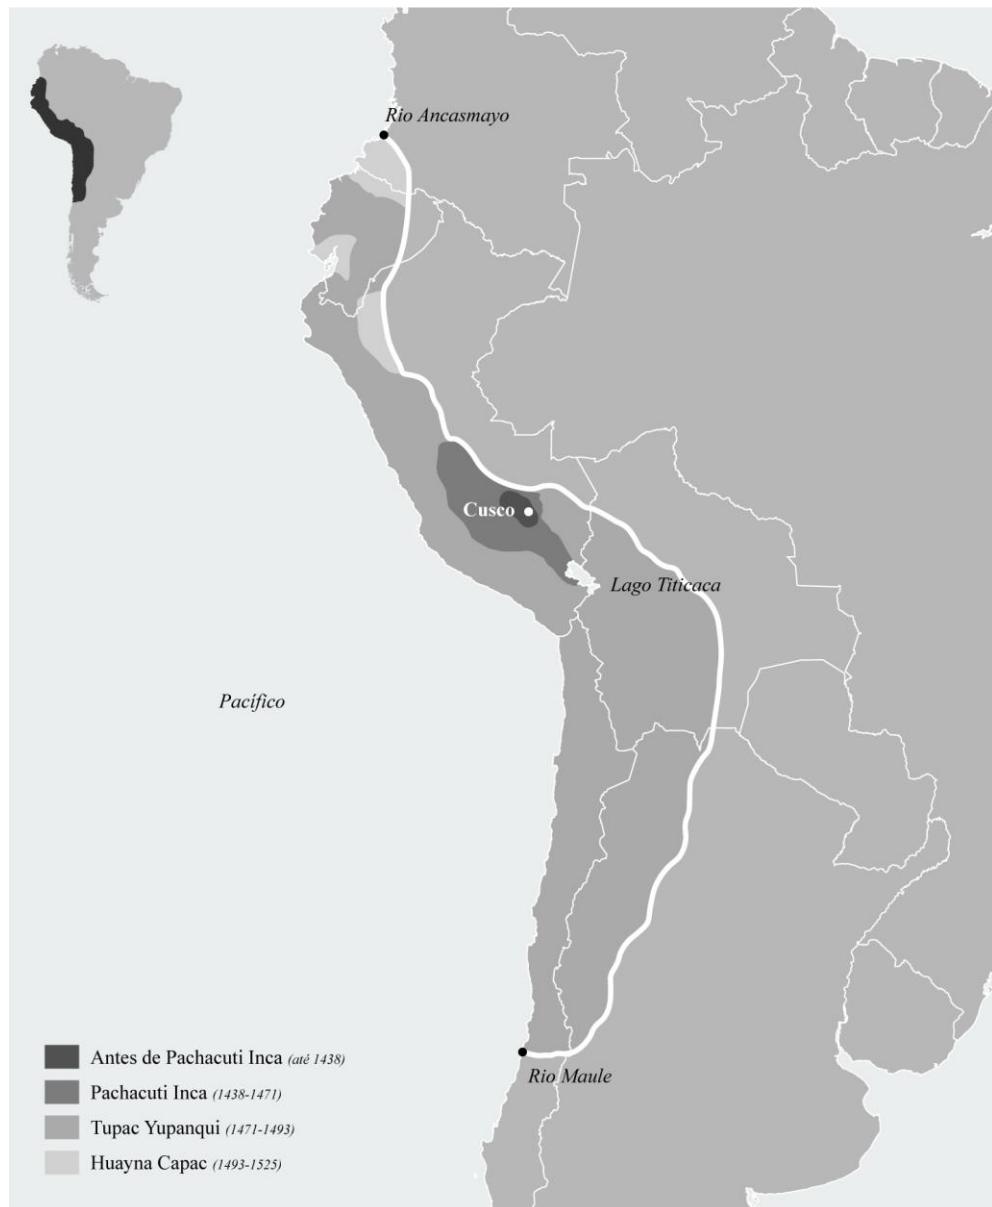 Rio Ancasmayo
Cusco
Lago Titicaca
Pacífico
Rio Maule
Antes de Pachacuti Inca (até 1438)
Pachacuti Inca (1438-1471)
Tupac Yupanqui (1471-1493)
Huayna Capac (1493-1525)